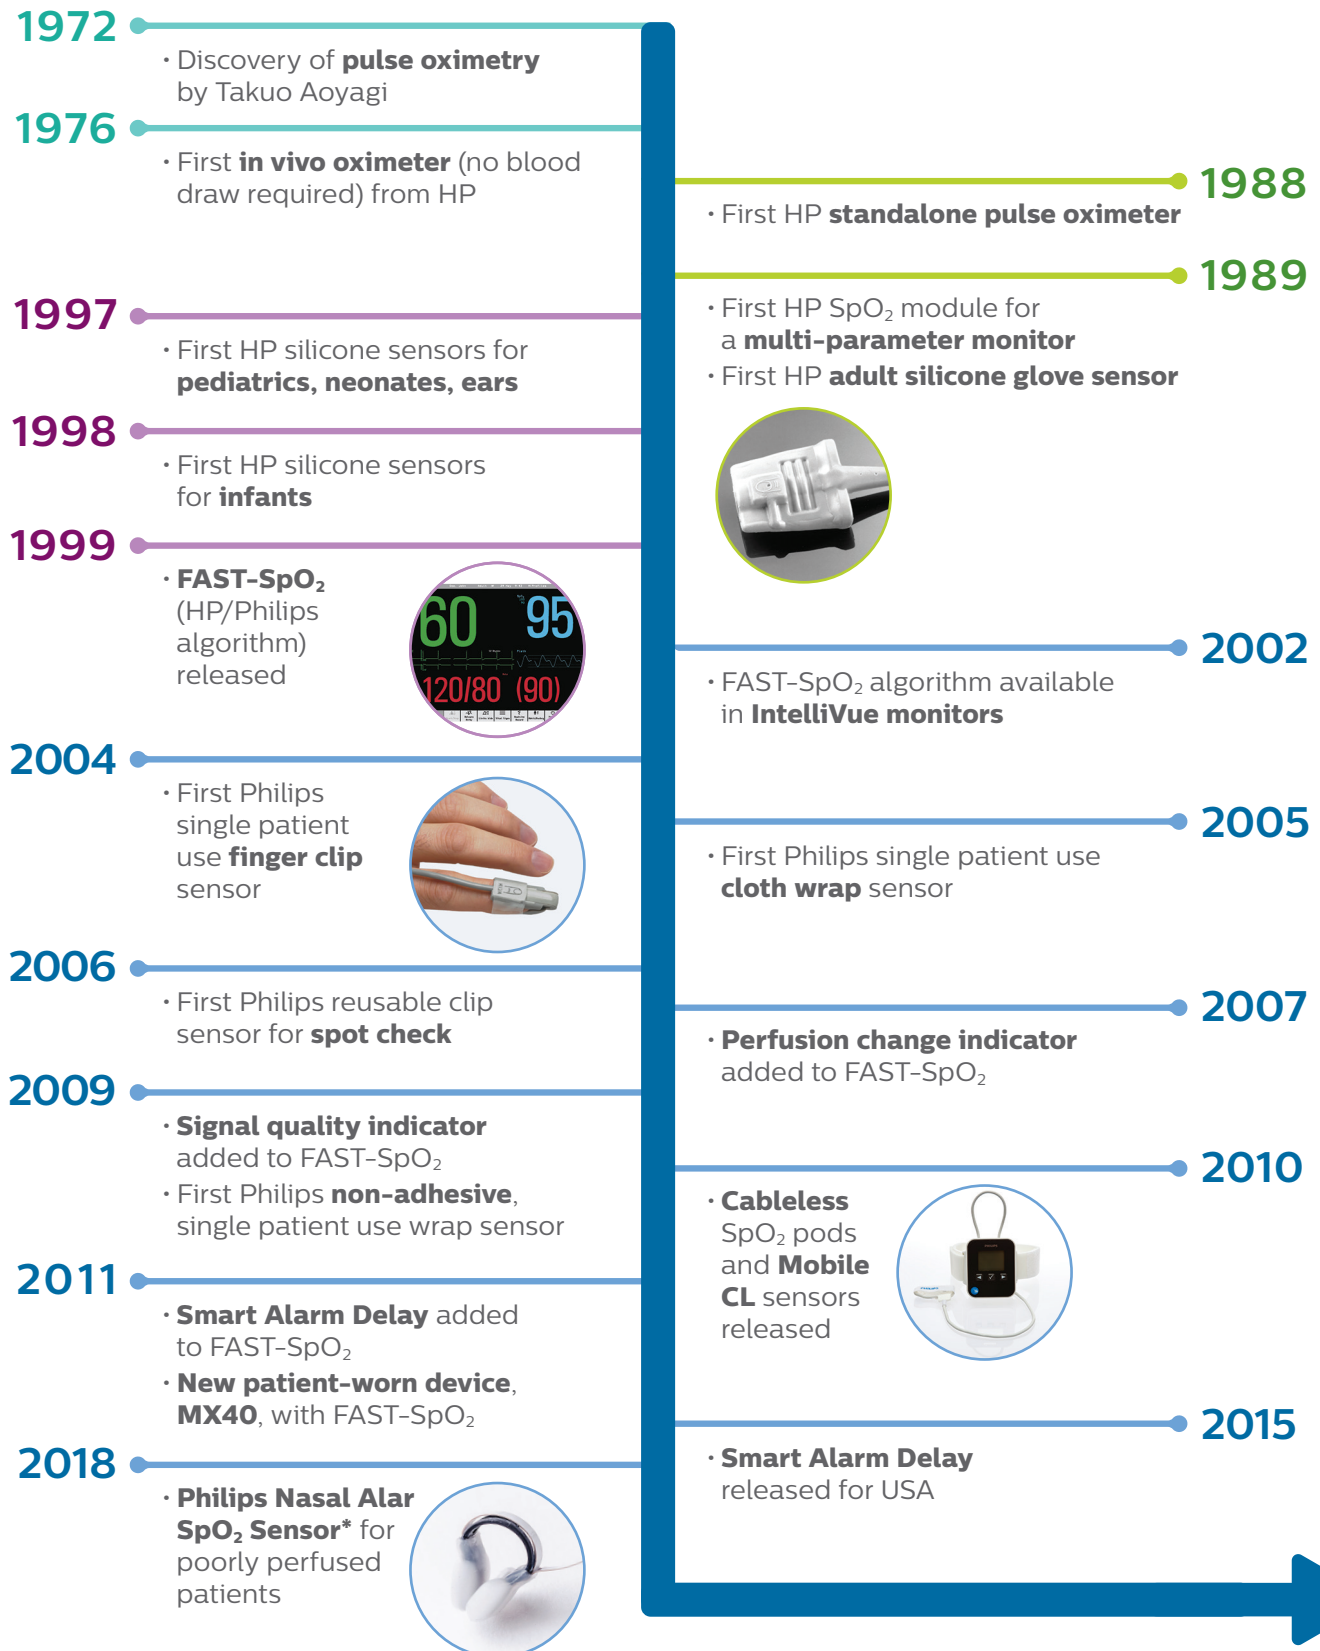 1972
· Discovery of pulse oximetry
by Takuo Aoyagi
1976
· First in vivo oximeter (no blood
draw required) from HP
1988
· First HP standalone pulse oximeter
1989
· First HP SpO₂ module for
a multi-parameter monitor
· First HP adult silicone glove sensor
1997
· First HP silicone sensors for
pediatrics, neonates, ears
1998
· First HP silicone sensors
for infants
1999
· FAST-SpO₂
(HP/Philips
algorithm)
released
60
95
120/80 (90)
2002
· FAST-SpO₂ algorithm available
in IntelliVue monitors
2004
· First Philips
single patient
use finger clip
sensor
2005
· First Philips single patient use
cloth wrap sensor
2006
· First Philips reusable clip
sensor for spot check
2007
· Perfusion change indicator
added to FAST-SpO₂
2009
· Signal quality indicator
added to FAST-SpO₂
· First Philips non-adhesive,
single patient use wrap sensor
2010
· Cableless
SpO₂ pods
and Mobile
CL sensors
released
2011
· Smart Alarm Delay added
to FAST-SpO₂
· New patient-worn device,
MX40, with FAST-SpO₂
2015
· Smart Alarm Delay
released for USA
2018
· Philips Nasal Alar
SpO₂ Sensor* for
poorly perfused
patients